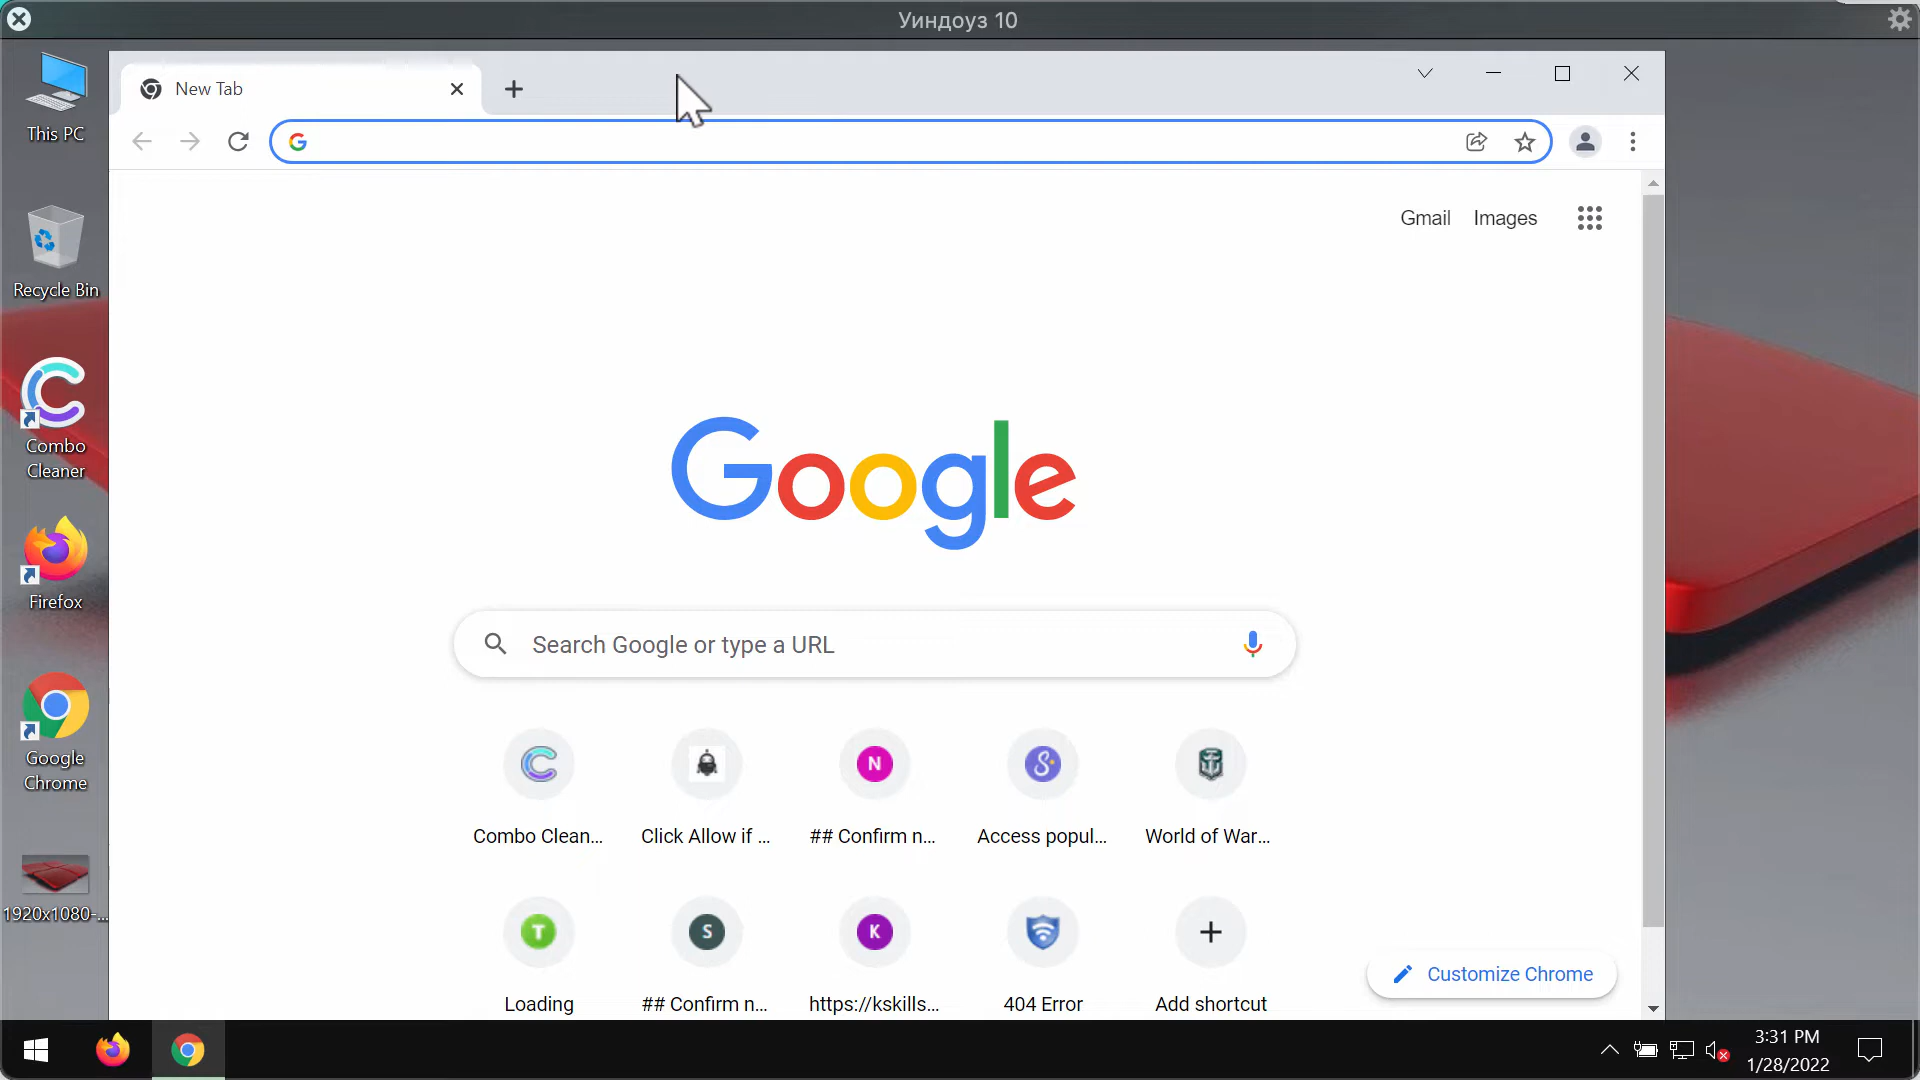 Уиндоуз 10
This PC
New Tab
Gmail
Images
Recycle Bin
Google
Combo
Cleaner
Firefox
Search Google or type a URL
Google
Chrome
Combo Clean...
Click Allow if ...
N
## Confirm n...
S
Access popul...
World of War...
1920x1080-...
T
Loading
S
## Confirm n...
K
https://kskills...
404 Error
Add shortcut
Customize Chrome
3:31 PM
1/28/2022